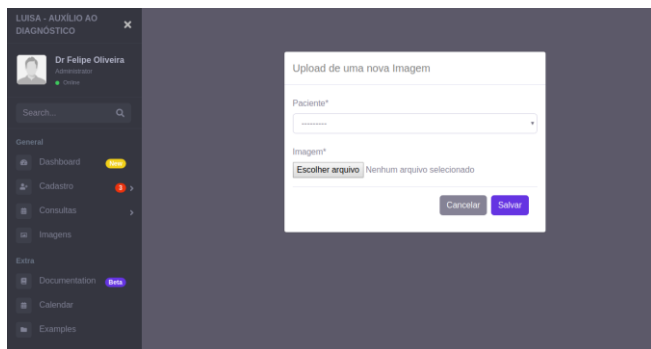 LUISA - AUXÍLIO AO
DIAGNÓSTICO
Dr Felipe Oliveira
Administrator
Online
Search...
General
Dashboard New
Cadastro 3
Consultas
Imagens
Extra
Documentation Beta
Calendar
Examples
Upload de uma nova Imagem
Paciente*
---------
Imagem*
Escolher arquivo Nenhum arquivo selecionado
Cancelar Salvar